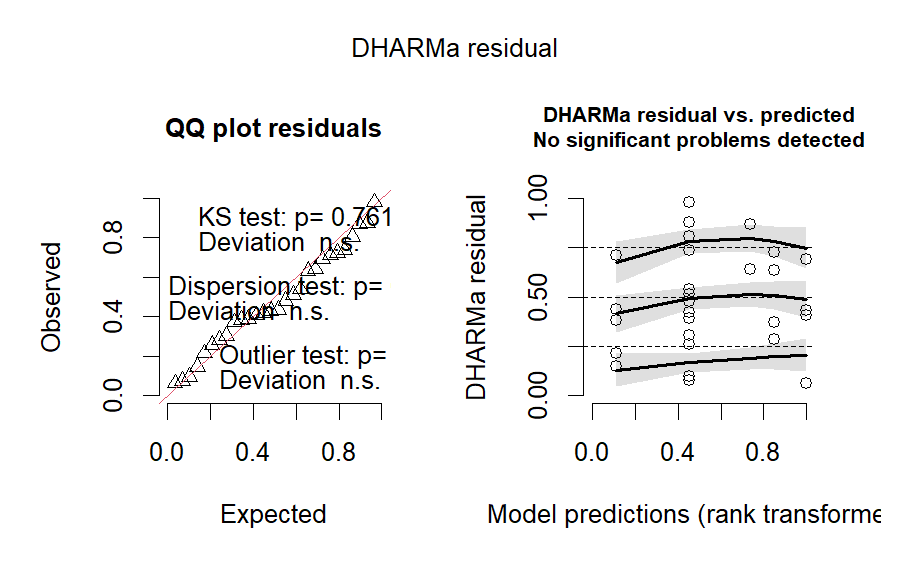 DHARMa residual
QQ plot residuals
KS test: p= 0.761
Deviation n.s.
Dispersion test: p=
Deviation n.s.
Outlier test: p=
Deviation n.s.
Observed
0.0
0.4
0.8
0.0
0.4
0.8
Expected
DHARMa residual vs. predicted
No significant problems detected
DHARMa residual
0.00
0.50
1.00
0.0
0.4
0.8
Model predictions (rank transforme